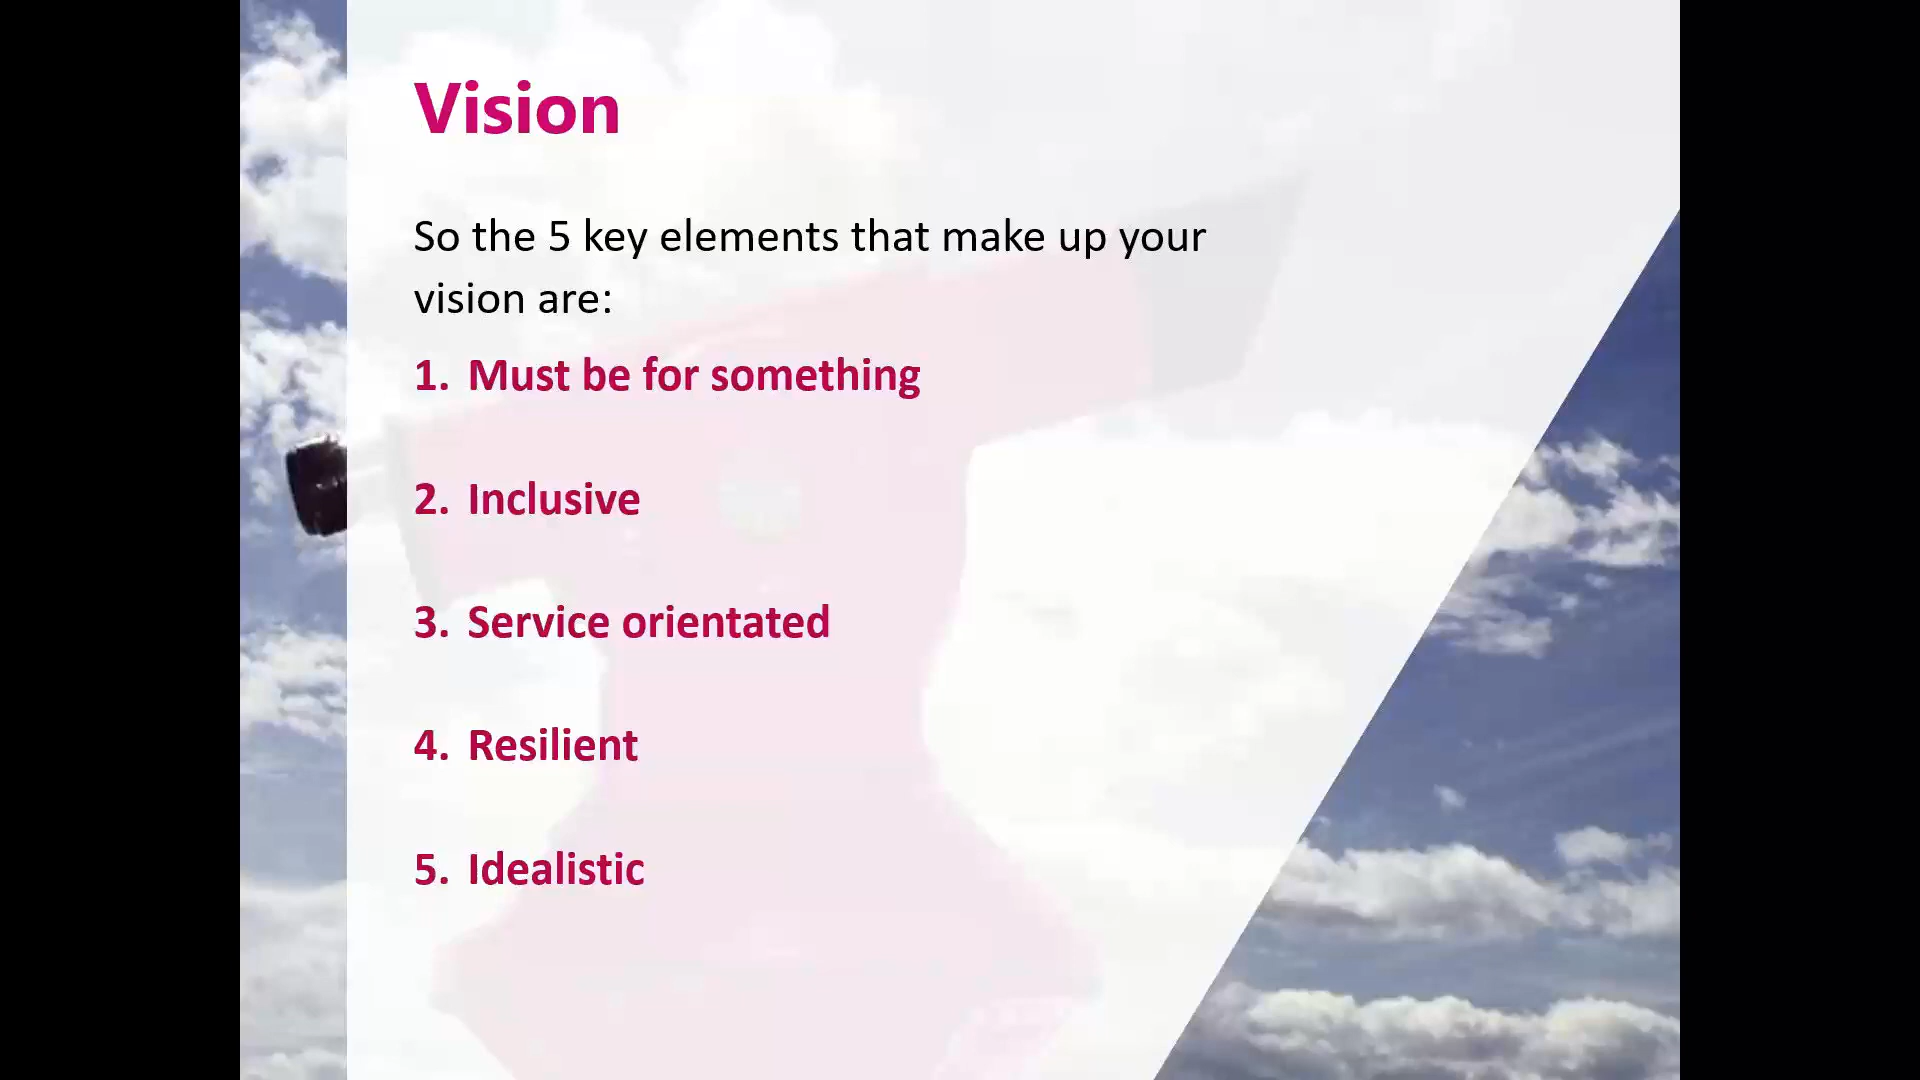 Vision
So the 5 key elements that make up your
vision are:
1. Must be for something
2. Inclusive
3. Service orientated
4. Resilient
5. Idealistic